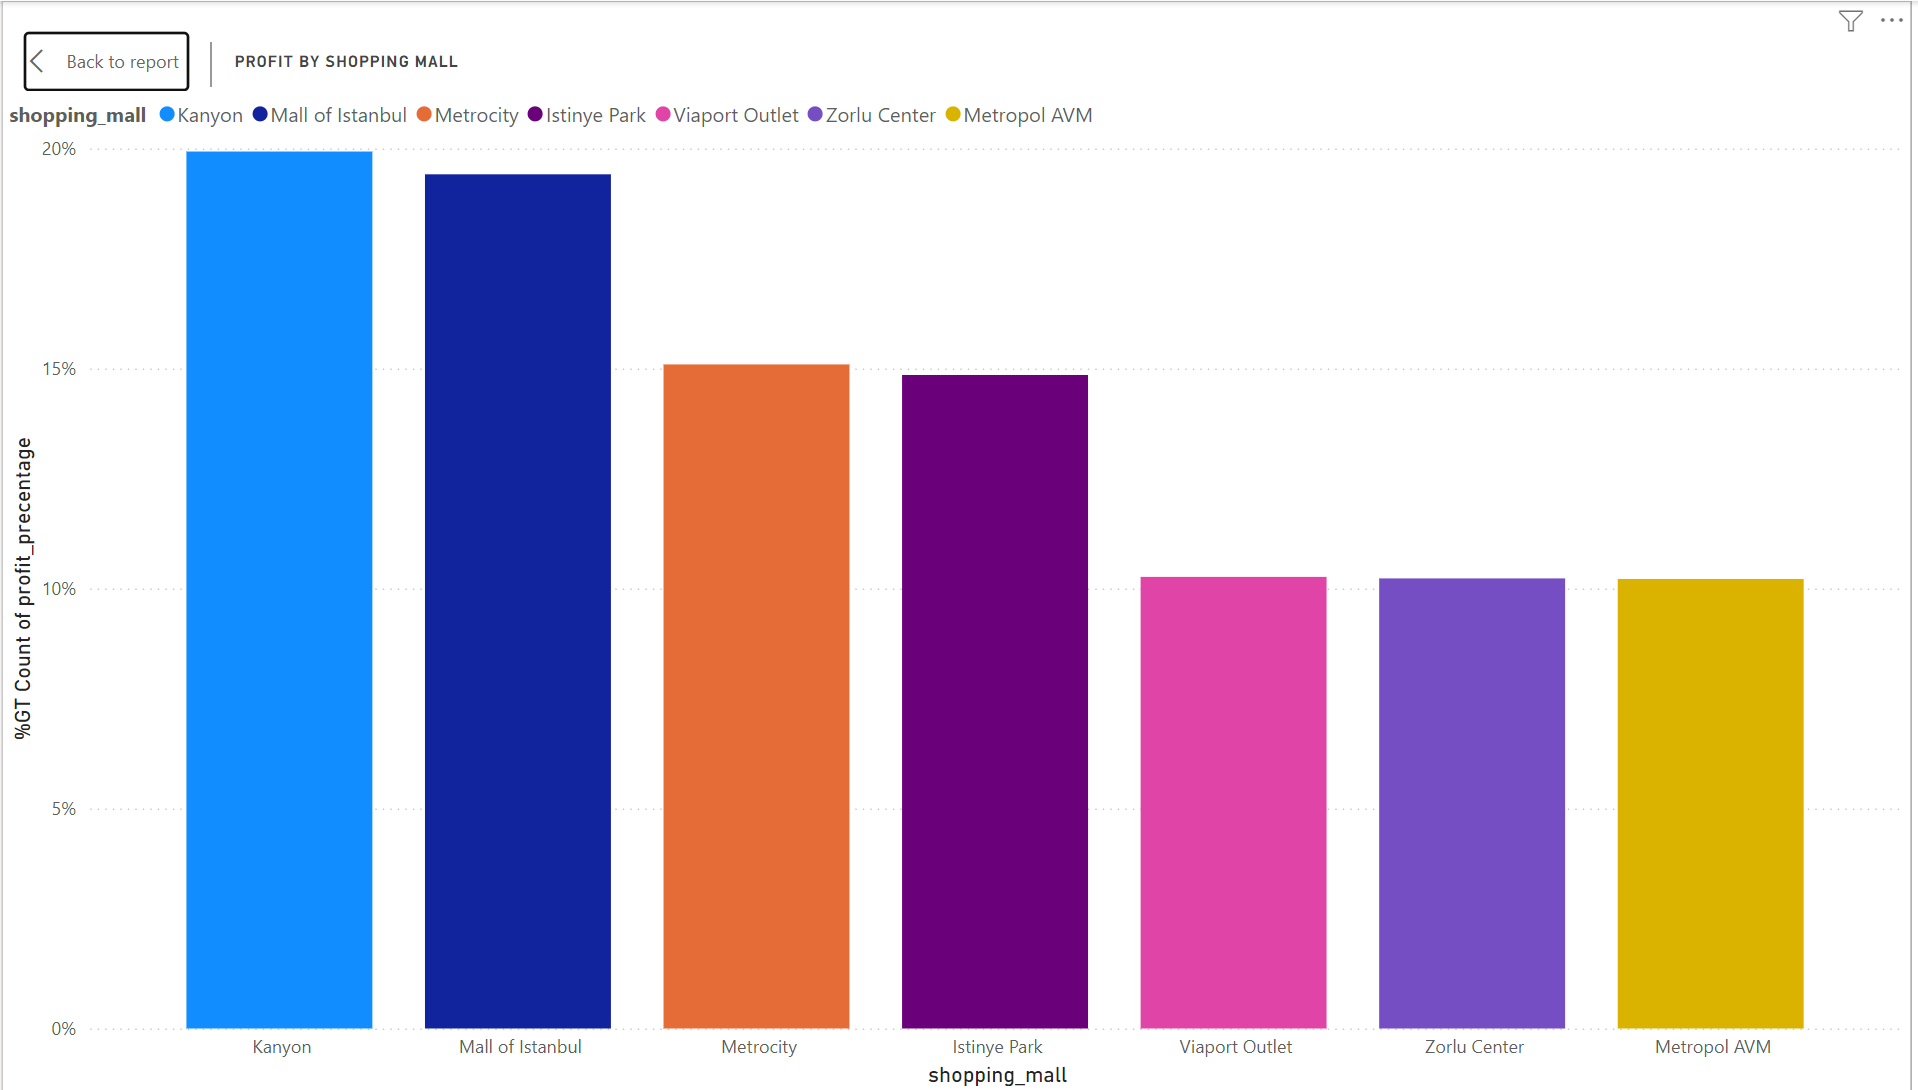 Back to report
PROFIT BY SHOPPING MALL
shopping_mall Kanyon Mall of Istanbul Metrocity Istinye Park Viaport Outlet Zorlu Center Metropol AVM
20%
15%
10%
5%
0%
%GT Count of profit_precentage
Kanyon Mall of Istanbul Metrocity Istinye Park Viaport Outlet Zorlu Center Metropol AVM
shopping_mall